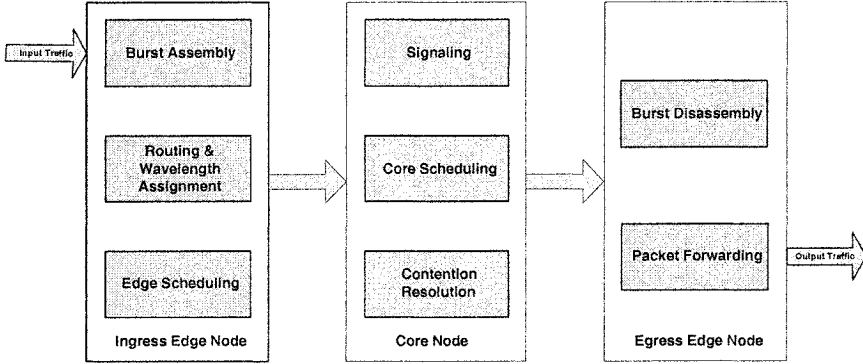 Input Traffic
Burst Assembly
Routing &
Wavelength
Assignment
Edge Scheduling
Ingress Edge Node
Signaling
Core Scheduling
Contention
Resolution
Core Node
Burst Disassembly
Packet Forwarding
Egress Edge Node
Output Traffic